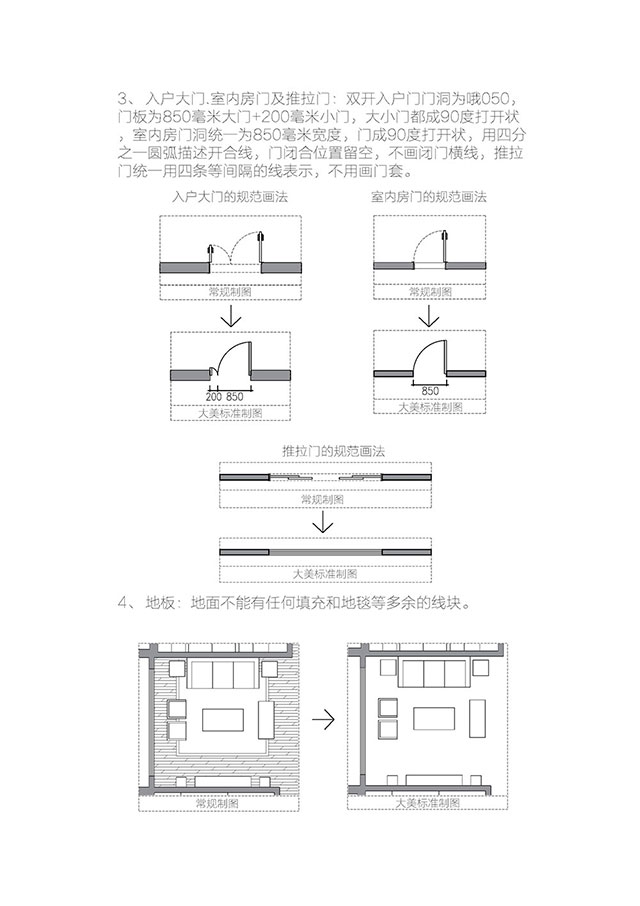 3、 入户大门.室内房门及推拉门：双开入户门门洞为哦050，
门板为850毫米大门+200毫米小门，大小门都成90度打开状
，室内房门洞统一为850毫米宽度，门成90度打开状，用四分
之一圆弧描述开合线，门闭合位置留空，不画闭门横线，推拉
门统一用四条等间隔的线表示，不用画门套。
入户大门的规范画法
室内房门的规范画法
常规制图
常规制图
200 850
850
大美标准制图
大美标准制图
推拉门的规范画法
常规制图
大美标准制图
4、 地板：地面不能有任何填充和地毯等多余的线块。
常规制图
大美标准制图